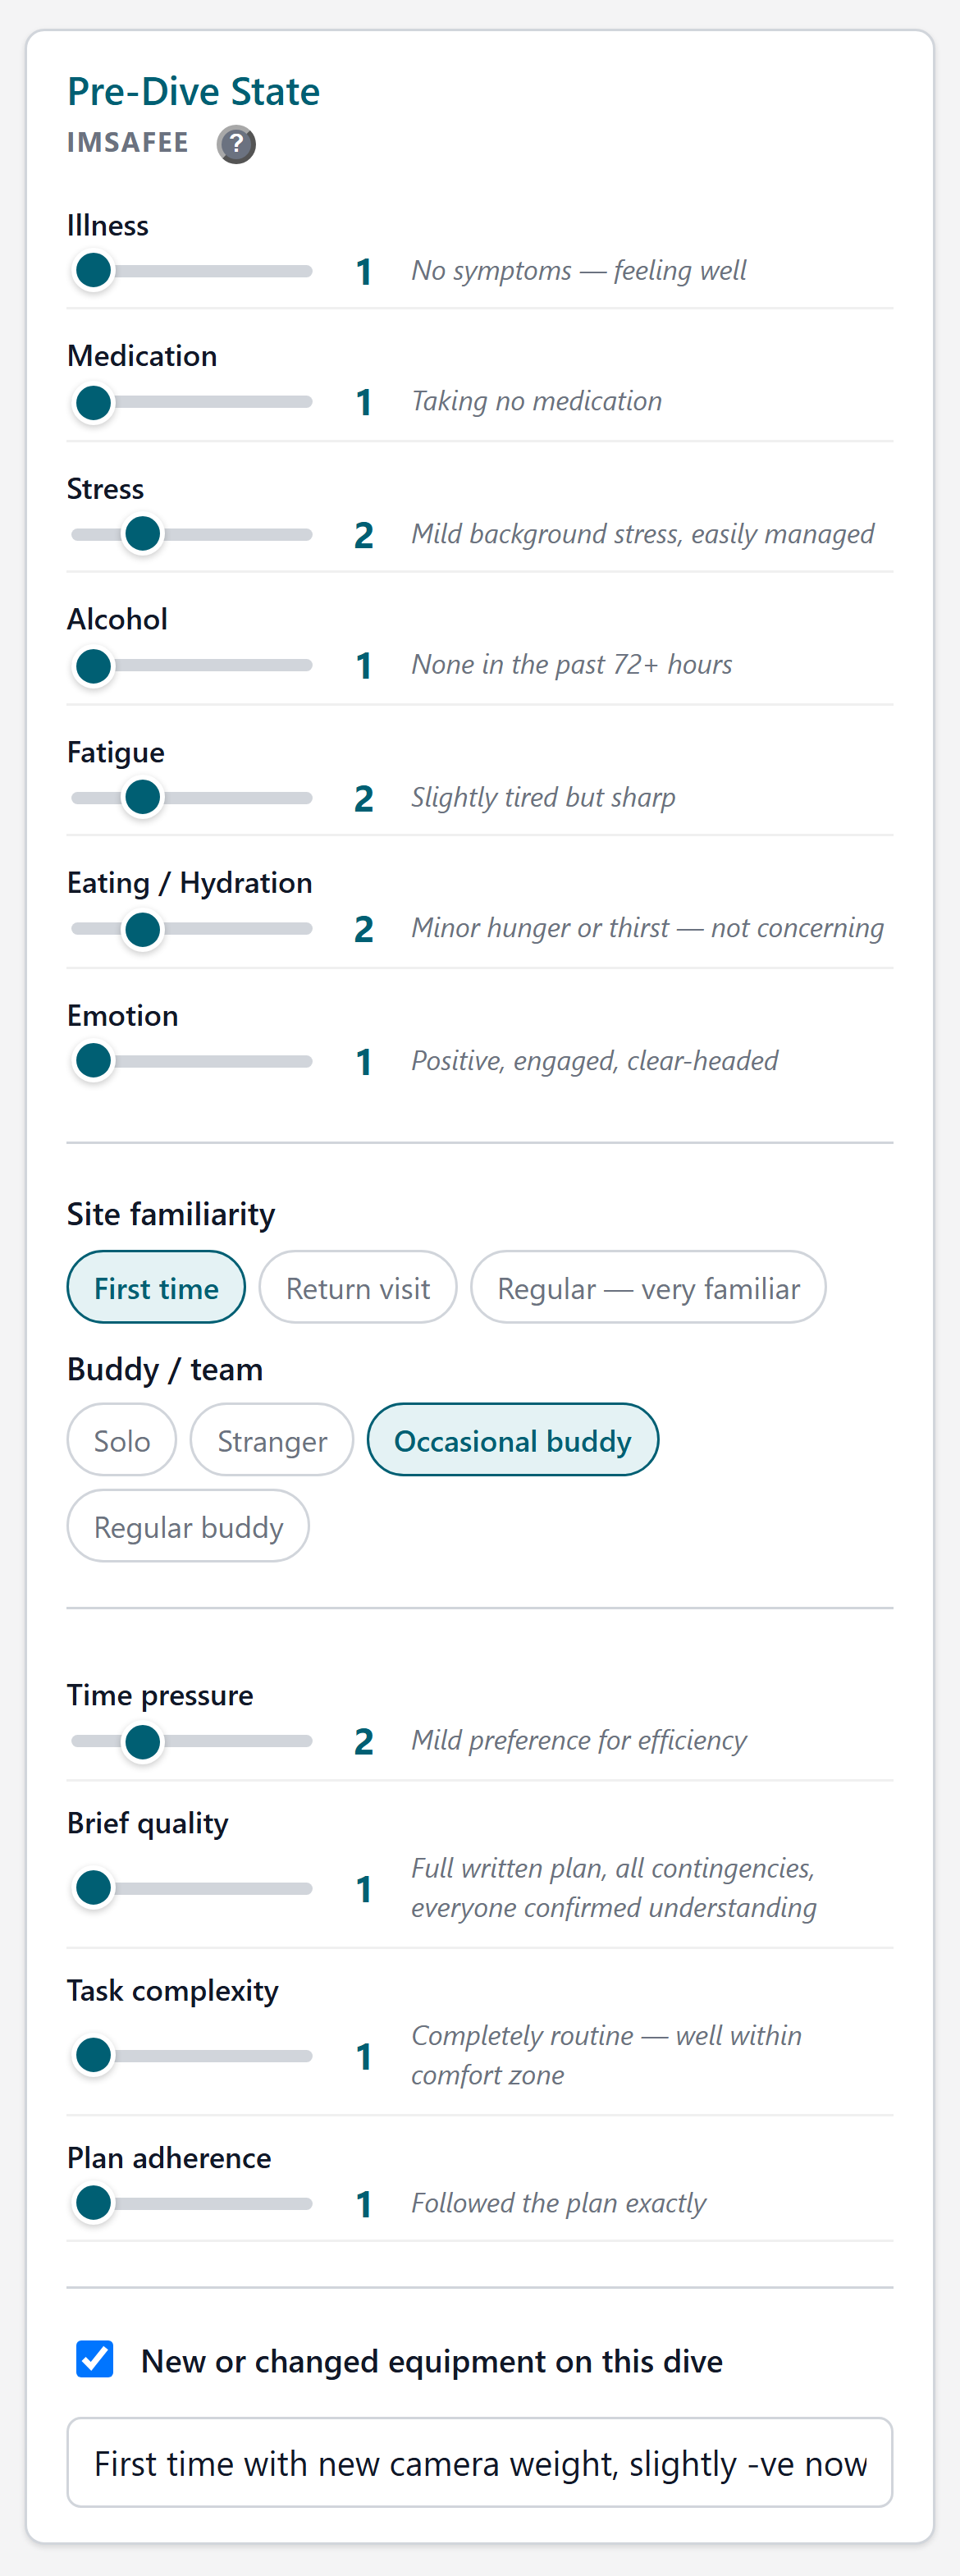 Pre-Dive State
IMSAFEE ?
Illness
1 No symptoms — feeling well
Medication
1 Taking no medication
Stress
2 Mild background stress, easily managed
Alcohol
1 None in the past 72+ hours
Fatigue
2 Slightly tired but sharp
Eating / Hydration
2 Minor hunger or thirst — not concerning
Emotion
1 Positive, engaged, clear-headed
Site familiarity
First time Return visit Regular — very familiar
Buddy / team
Solo Stranger Occasional buddy
Regular buddy
Time pressure
2 Mild preference for efficiency
Brief quality
1 Full written plan, all contingencies,
everyone confirmed understanding
Task complexity
1 Completely routine — well within
comfort zone
Plan adherence
1 Followed the plan exactly
New or changed equipment on this dive
First time with new camera weight, slightly -ve now